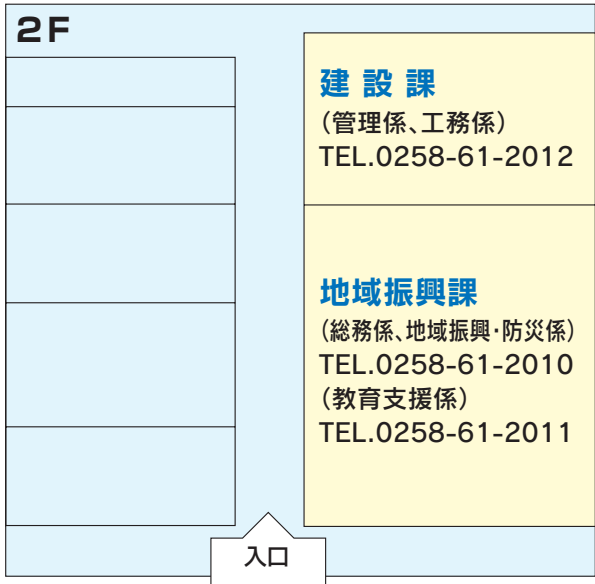 2F
建設課
（管理係、工務係）
TEL.0258-61-2012
地域振興課
（総務係、地域振興・防災係）
TEL.0258-61-2010
（教育支援係）
TEL.0258-61-2011
入口